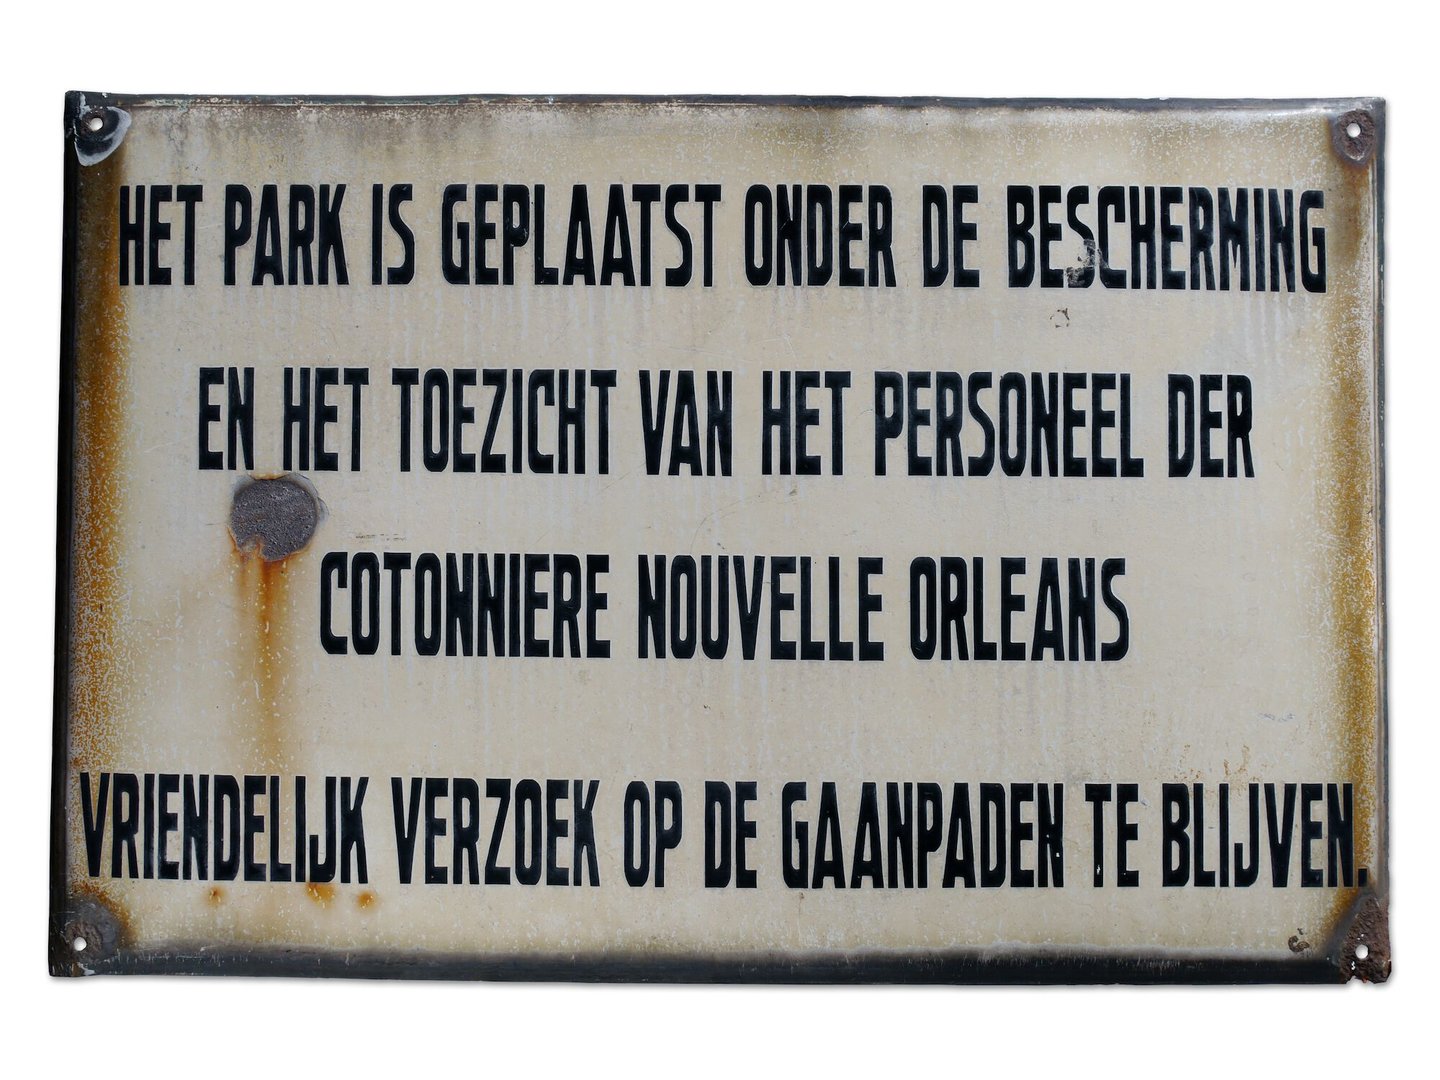 HET PARK IS GEPLAATST ONDER DE BESCHERMING
EN HET TOEZICHT VAN HET PERSONEEL DER
COTONNIERE NOUVELLE ORLEANS
VRIENDELIJK VERZOEK OP DE GAANPADEN TE BLIJVEN.